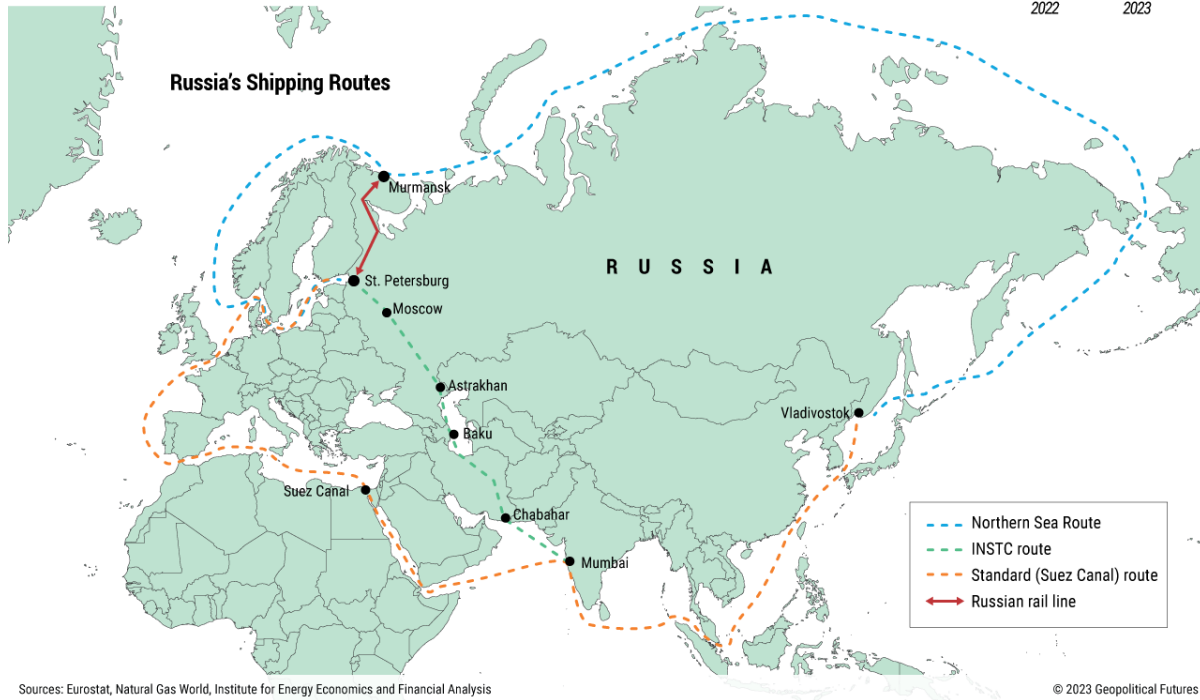 2022 2023
Russia's Shipping Routes
Murmansk
RUSSIA
St. Petersburg
Moscow
Astrakhan
Vladivostok
Baku
Suez Canal
Chabahar
Mumbai
Northern Sea Route
INSTC route
Standard (Suez Canal) route
Russian rail line
Sources: Eurostat, Natural Gas World, Institute for Energy Economics and Financial Analysis
© 2023 Geopolitical Futures